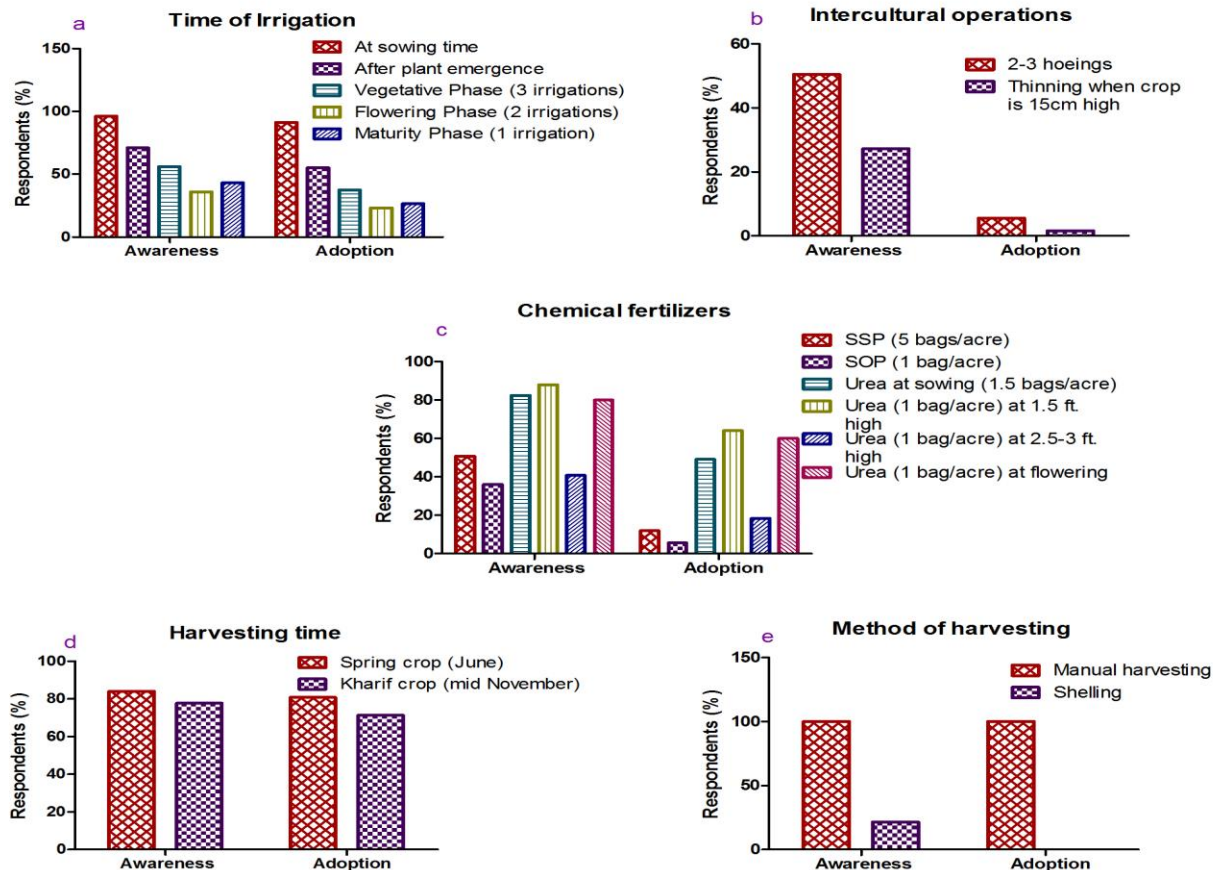 a
Time of Irrigation
Respondents (%)
150
100
50
0
At sowing time
After plant emergence
Vegetative Phase (3 irrigations)
Flowering Phase (2 irrigations)
Maturity Phase (1 irrigation)
Awareness
Adoption
b
Intercultural operations
Respondents (%)
60
40
20
0
2-3 hoeings
Thinning when crop
is 15cm high
Awareness
Adoption
c
Chemical fertilizers
Respondents (%)
100
80
60
40
20
0
SSP (5 bags/acre)
SOP (1 bag/acre)
Urea at sowing (1.5 bags/acre)
Urea (1 bag/acre) at 1.5 ft.
high
Urea (1 bag/acre) at 2.5-3 ft.
high
Urea (1 bag/acre) at flowering
Awareness
Adoption
d
Harvesting time
Respondents (%)
100
80
60
40
20
0
Spring crop (June)
Kharif crop (mid November)
Awareness
Adoption
e
Method of harvesting
Respondents (%)
150
100
50
0
Manual harvesting
Shelling
Awareness
Adoption